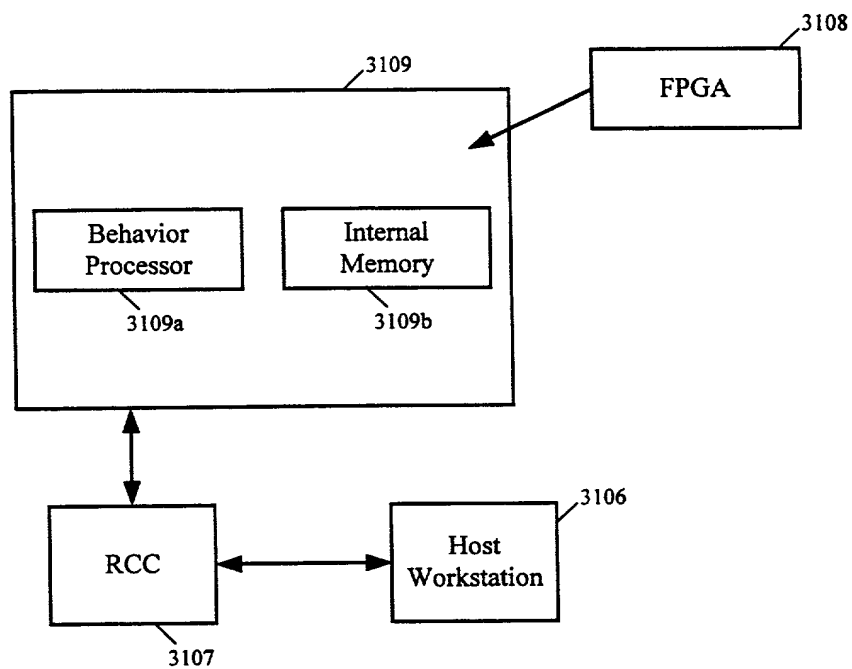 3108
FPGA
3109
Behavior
Processor
Internal
Memory
3109a
3109b
3106
RCC
Host
Workstation
3107